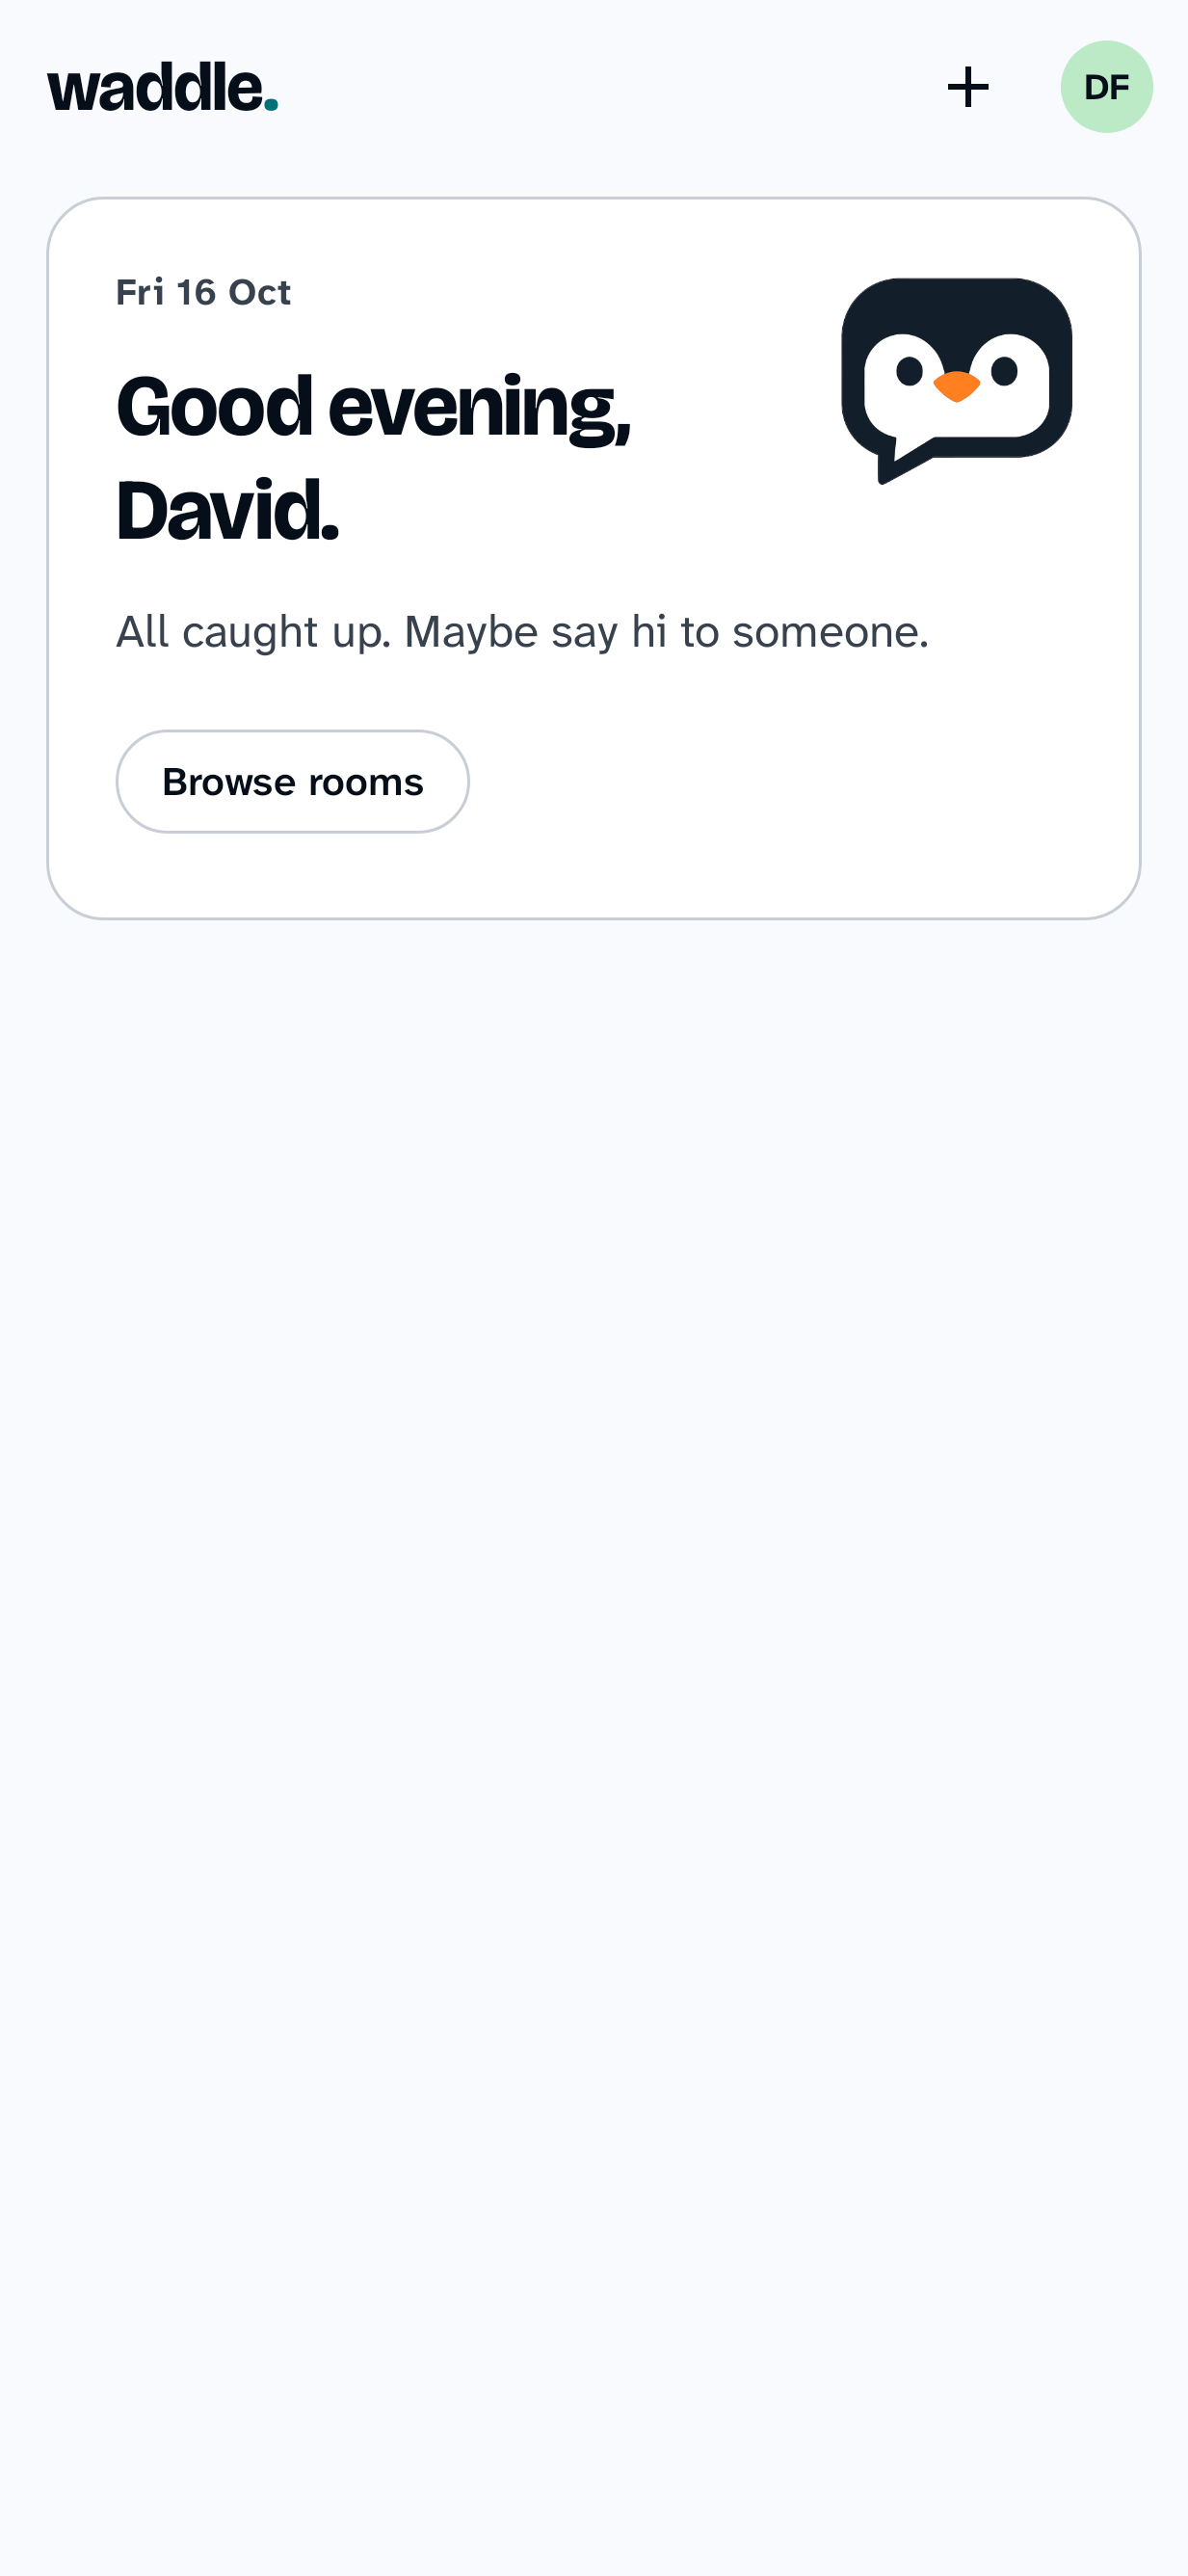 waddle.
DF
Fri 16 Oct
Good evening,
David.
All caught up. Maybe say hi to someone.
Browse rooms